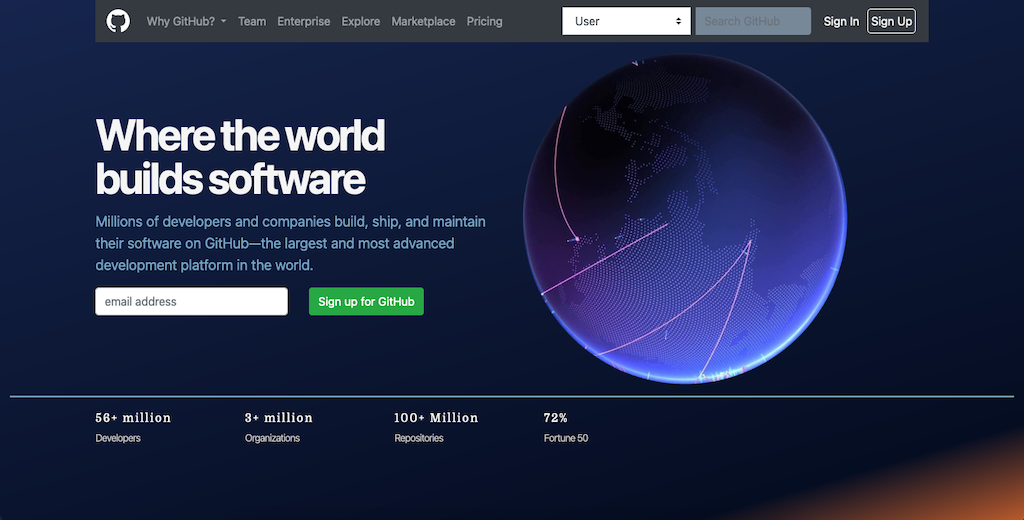 Why GitHub? Team Enterprise Explore Marketplace Pricing User Search GitHub Sign In Sign Up
Where the world
builds software
Millions of developers and companies build, ship, and maintain
their software on GitHub—the largest and most advanced
development platform in the world.
email address Sign up for GitHub
56+ million 3+ million 100+ Million 72%
Developers Organizations Repositories Fortune 50